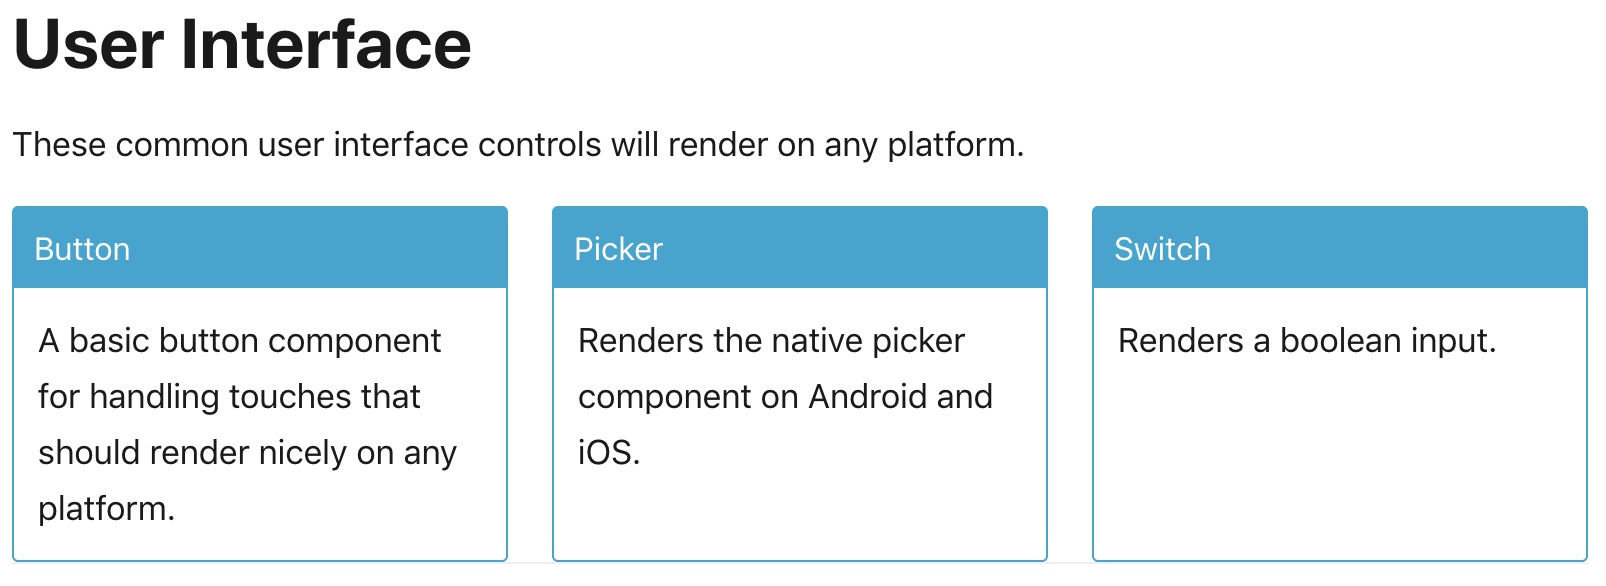 User Interface
These common user interface controls will render on any platform.
Button
A basic button component
for handling touches that
should render nicely on any
platform.
Picker
Renders the native picker
component on Android and
iOS.
Switch
Renders a boolean input.